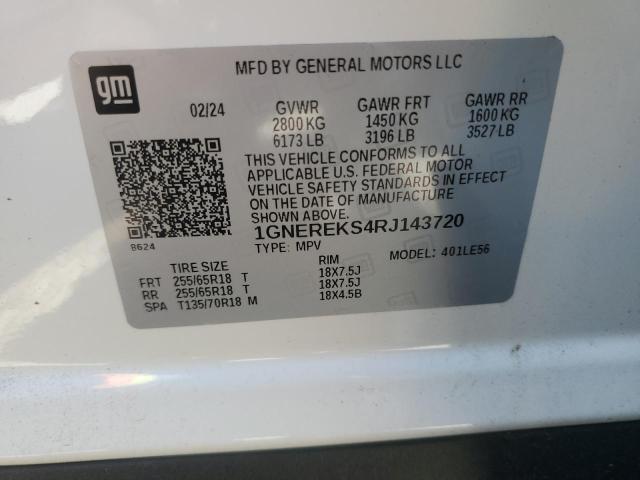 gm
MFD BY GENERAL MOTORS LLC
02/24 GVWR GAWR FRT GAWR RR
2800 KG 1450 KG 1600 KG
6173 LB 3196 LB 3527 LB
THIS VEHICLE CONFORMS TO ALL
APPLICABLE U.S. FEDERAL MOTOR
VEHICLE SAFETY STANDARDS IN EFFECT
ON THE DATE OF MANUFACTURE
SHOWN ABOVE.
1GNEREKS4RJ143720
8624 TYPE: MPV MODEL: 401LE56
TIRE SIZE RIM
FRT 255/65R18 T 18X7.5J
RR 255/65R18 T 18X7.5J
SPA T135/70R18 M 18X4.5B